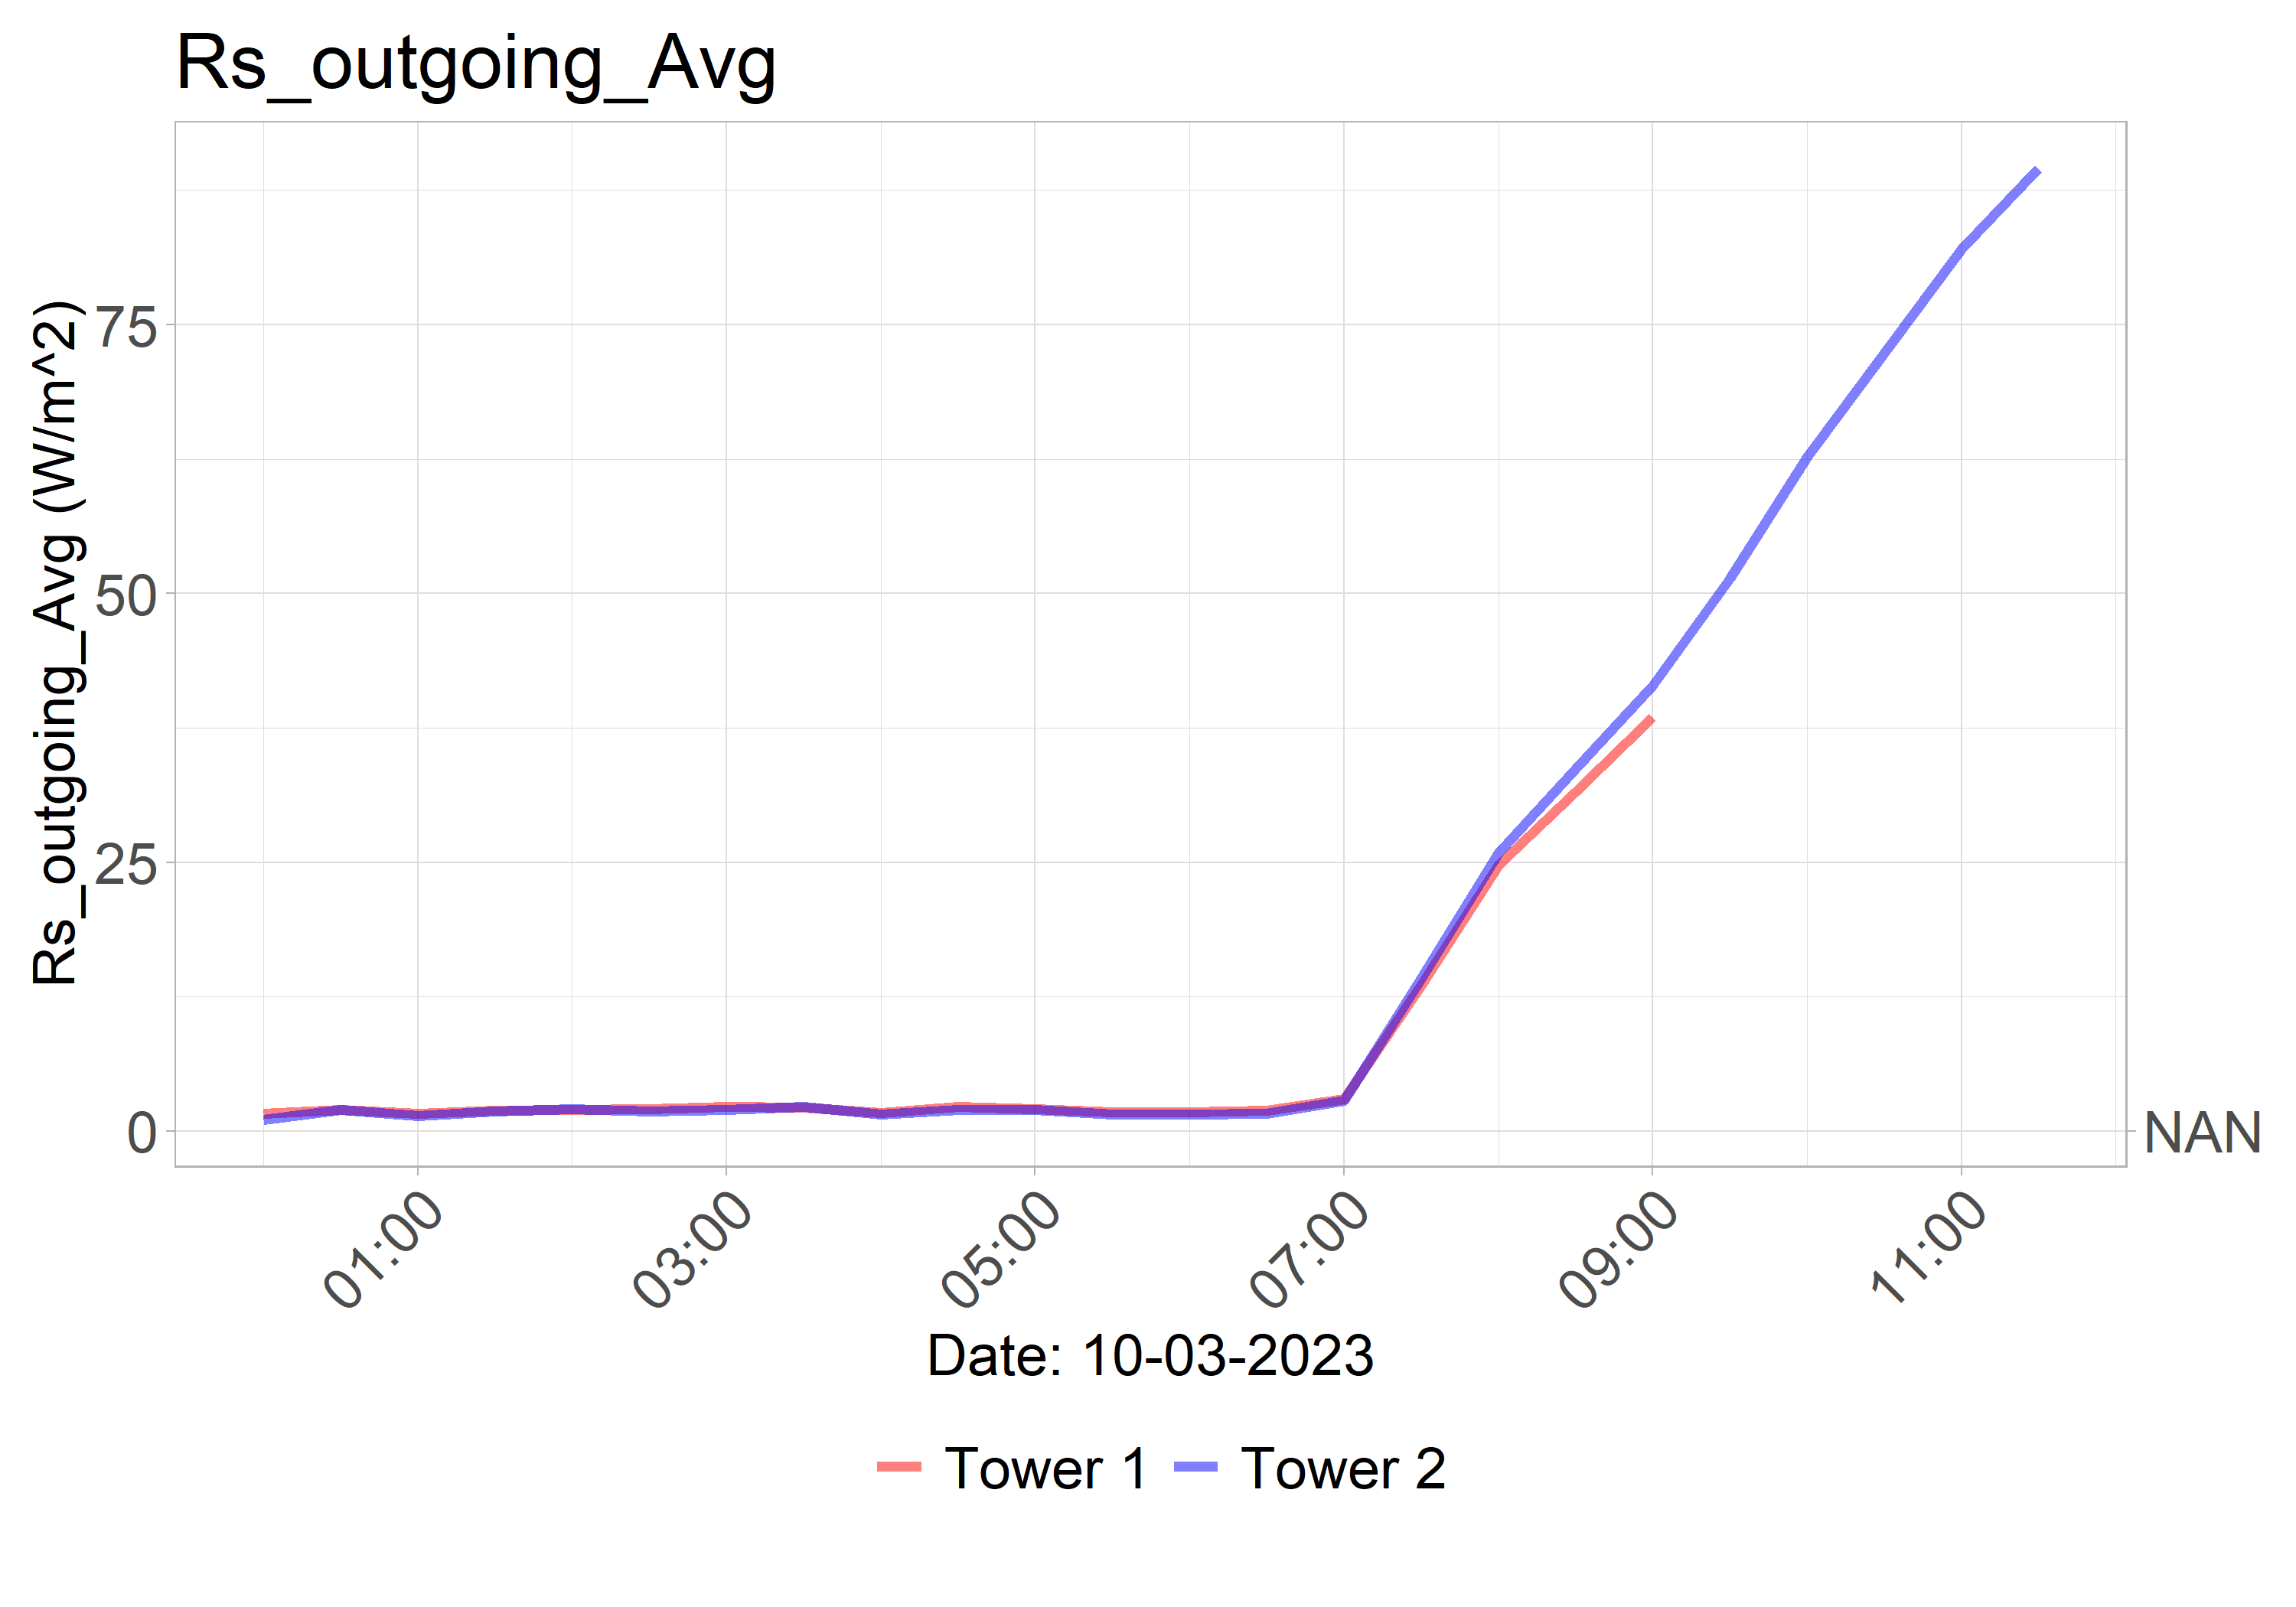 Rs_outgoing_Avg
Rs_outgoing_Avg (W/m^2)
75
50
25
0
NAN
01:00
03:00
05:00
07:00
09:00
11:00
Date: 10-03-2023
Tower 1 Tower 2